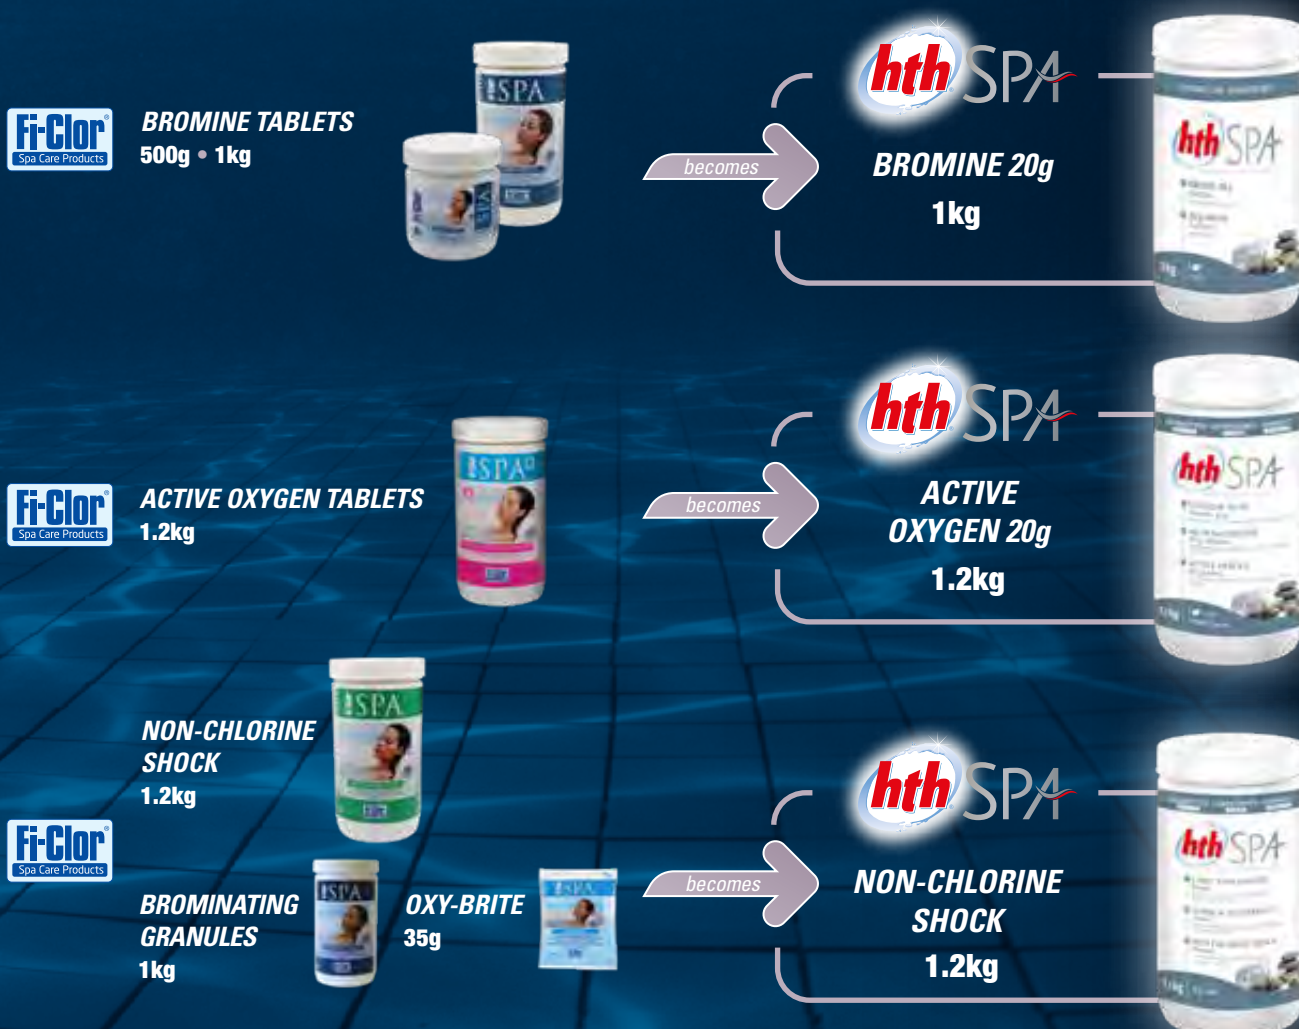 Fi-Clor®
Spa Care Products
BROMINE TABLETS
500g • 1kg
SPA
becomes
hth SPA
BROMINE 20g
1kg
hth SPA
Fi-Clor®
Spa Care Products
ACTIVE OXYGEN TABLETS
1.2kg
SPA
becomes
hth SPA
ACTIVE
OXYGEN 20g
1.2kg
hth SPA
NON-CHLORINE
SHOCK
1.2kg
SPA
Fi-Clor®
Spa Care Products
BROMINATING
GRANULES
1kg
SPA
OXY-BRITE
35g
SPA
becomes
hth SPA
NON-CHLORINE
SHOCK
1.2kg
hth SPA